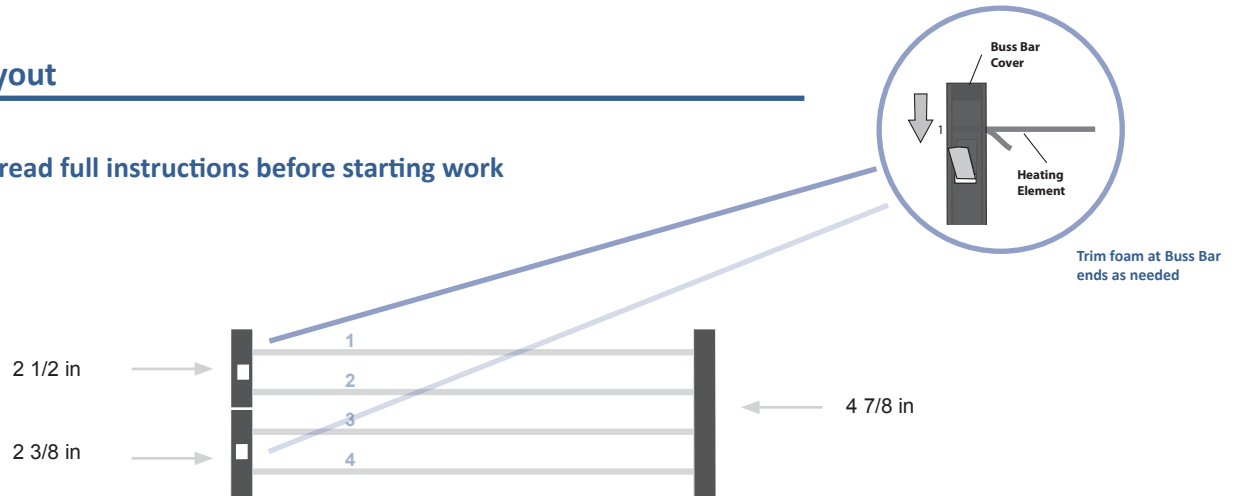 yout
read full instructions before starting work
Buss Bar
Cover
1
Heating
Element
Trim foam at Buss Bar
ends as needed
1
2 1/2 in
2
4 7/8 in
3
2 3/8 in
4